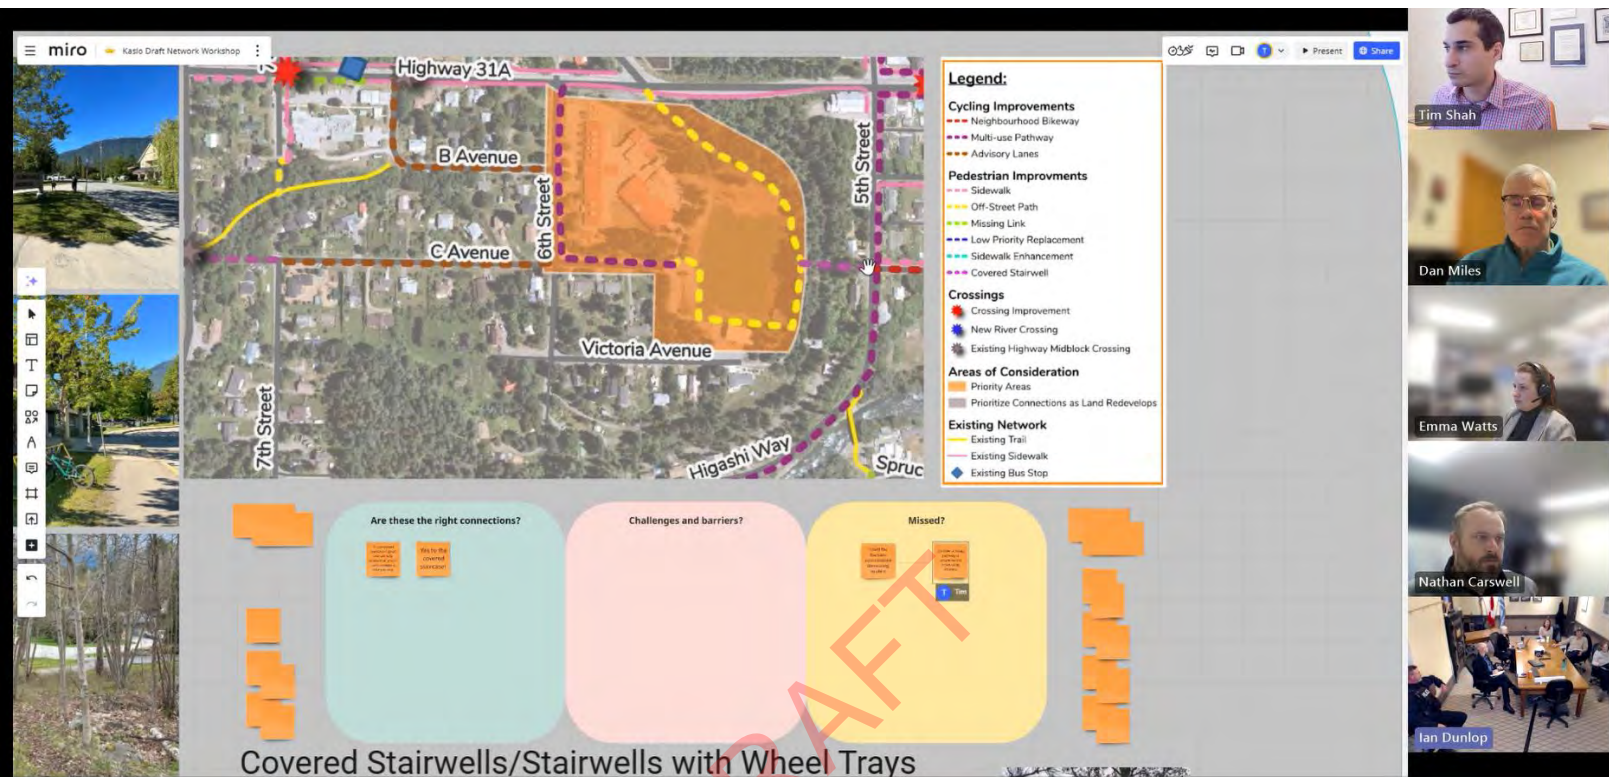 miro
Kaslo Draft Network Workshop
T
Present
Share
Highway 31A
B Avenue
6th Street
5th Street
C Avenue
Victoria Avenue
7th Street
Higashi Way
Spruc
Legend:
Cycling Improvements
Neighbourhood Bikeway
Multi-use Pathway
Advisory Lanes
Pedestrian Improvments
Sidewalk
Off-Street Path
Missing Link
Low Priority Replacement
Sidewalk Enhancement
Covered Stairwell
Crossings
Crossing Improvement
New River Crossing
Existing Highway Midblock Crossing
Areas of Consideration
Priority Areas
Prioritize Connections as Land Redevelops
Existing Network
Existing Trail
Existing Sidewalk
Existing Bus Stop
Are these the right connections?
Challenges and barriers?
Missed?
Yes to the
covered
stairwell!
T Tim
Covered Stairwells/Stairwells with Wheel Trays
DRAFT
Tim Shah
Dan Miles
Emma Watts
Nathan Carswell
Ian Dunlop